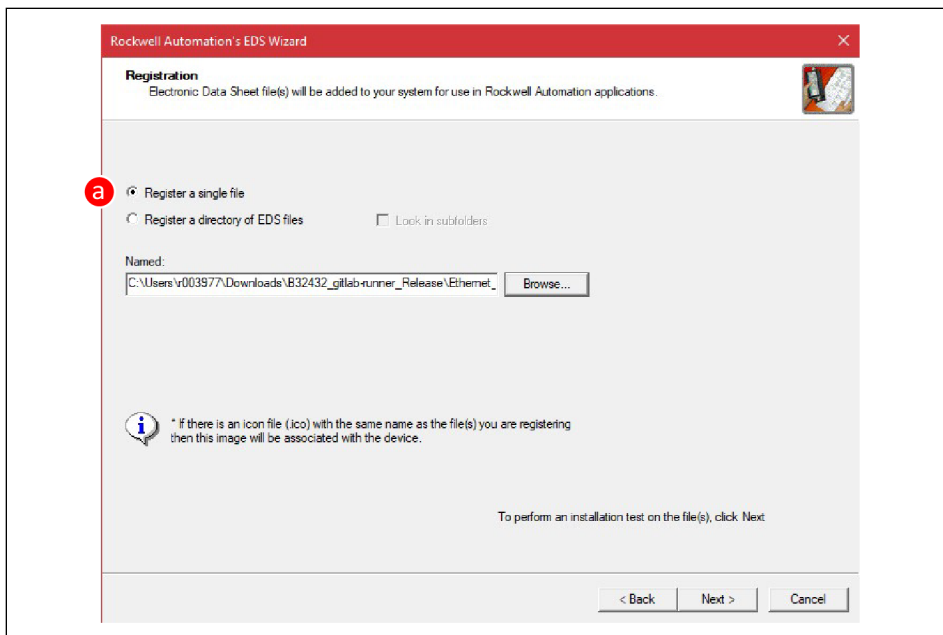 Rockwell Automation's EDS Wizard
Registration
Electronic Data Sheet file(s) will be added to your system for use in Rockwell Automation applications.
a
Register a single file
Register a directory of EDS files
Look in subfolders
Named:
C:\Users\r003977\Downloads\B32432_gitlab-runner_Release\Ethernet_
Browse...
* If there is an icon file (.ico) with the same name as the file(s) you are registering
then this image will be associated with the device.
To perform an installation test on the file(s), click Next
< Back
Next >
Cancel